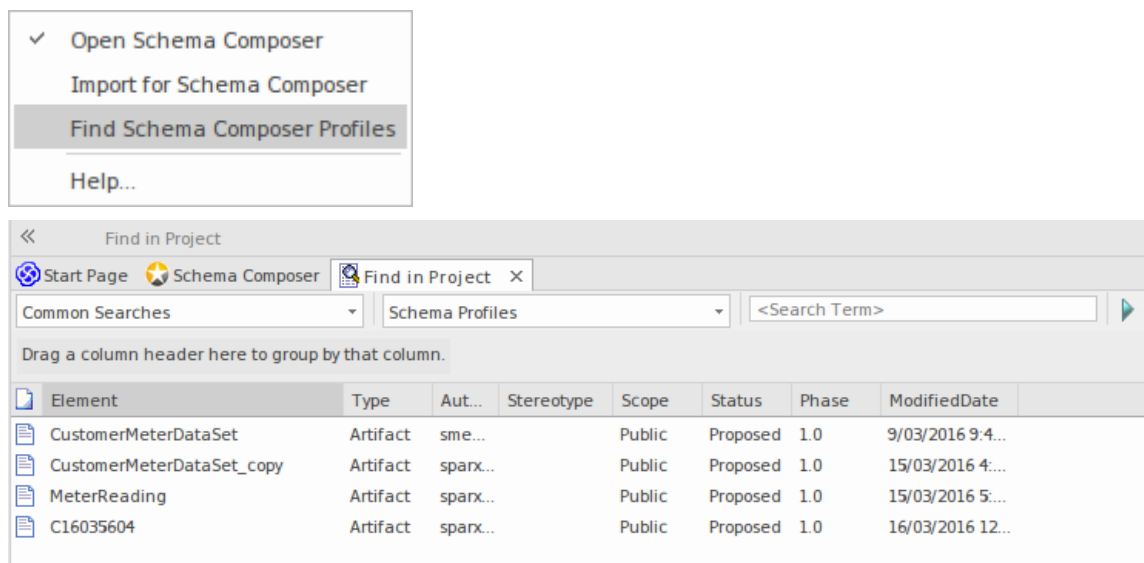 Open Schema Composer
Import for Schema Composer
Find Schema Composer Profiles
Help...
Find in Project
Start Page Schema Composer Find in Project
Common Searches Schema Profiles <Search Term>
Drag a column header here to group by that column.
Element Type Aut... Stereotype Scope Status Phase ModifiedDate
CustomerMeterDataSet Artifact sme... Public Proposed 1.0 9/03/2016 9:4...
CustomerMeterDataSet_copy Artifact sparx... Public Proposed 1.0 15/03/2016 4:...
MeterReading Artifact sparx... Public Proposed 1.0 15/03/2016 5:...
C16035604 Artifact sparx... Public Proposed 1.0 16/03/2016 12...